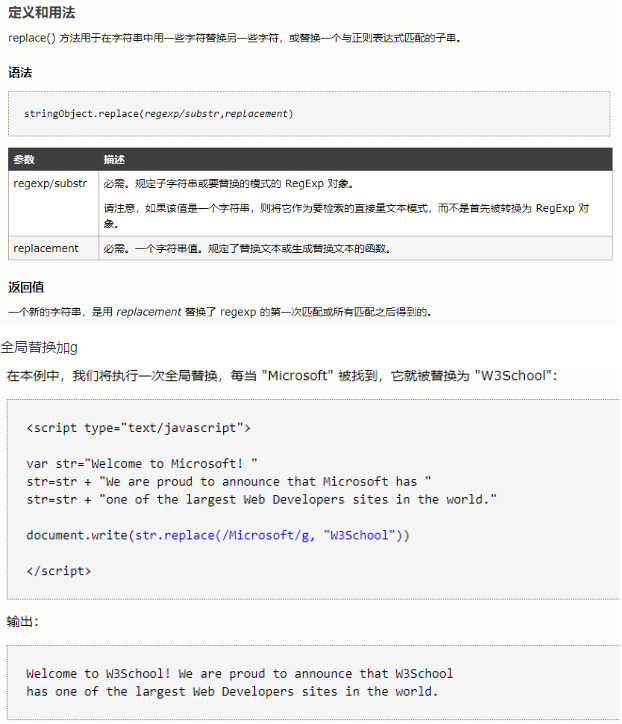 定义和用法
replace() 方法用于在字符串中用一些字符替换另一些字符，或替换一个与正则表达式匹配的子串。
语法
stringObject.replace(regexp/substr,replacement)
参数 描述
regexp/substr 必需。规定子字符串或要替换的模式的 RegExp 对象。
请注意，如果该值是一个字符串，则将它作为要检索的直接量文本模式，而不是首先被转换为 RegExp 对
象。
replacement 必需。一个字符串值。规定了替换文本或生成替换文本的函数。
返回值
一个新的字符串，是用 replacement 替换了 regexp 的第一次匹配或所有匹配之后得到的。
全局替换加g
在本例中，我们将执行一次全局替换，每当 "Microsoft" 被找到，它就被替换为 "W3School"：
<script type="text/javascript">
var str="Welcome to Microsoft! "
str=str + "We are proud to announce that Microsoft has "
str=str + "one of the largest Web Developers sites in the world."
document.write(str.replace(/Microsoft/g, "W3School"))
</script>
输出：
Welcome to W3School! We are proud to announce that W3School
has one of the largest Web Developers sites in the world.